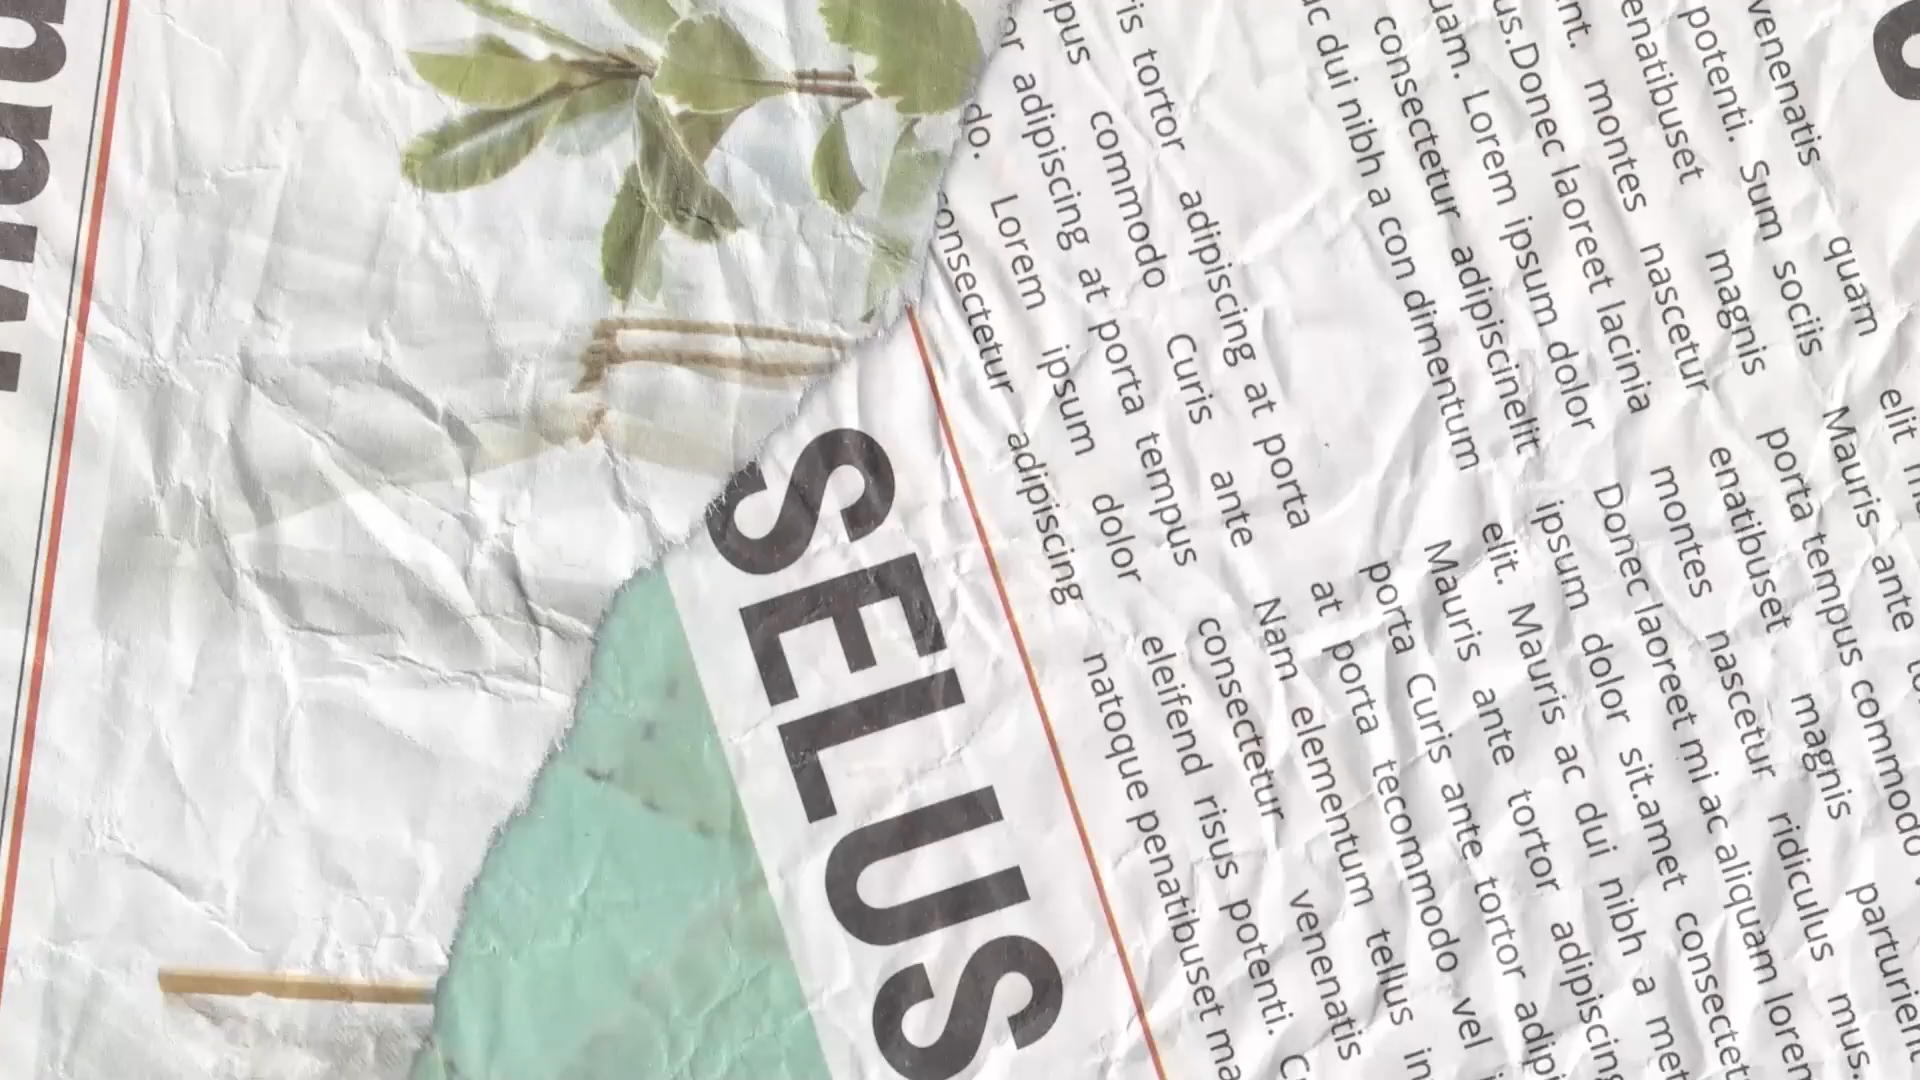 venenatis quam elit
potenti. Sum sociis Mauris ante
enatibuset magnis porta tempus commodo
nt. montes nascetur enatibuset magnis parturient
us.Donec laoreet lacinia montes nascetur ridiculus mus.
uam. Lorem ipsum dolor Donec laoreet mi ac aliquam loren
consectetur adipiscinelit ipsum dolor sit.amet consectet
ac dui nibh a con dimentum elit. Mauris ac dui nibh a met
Mauris ante tortor adipiscing
porta Curis ante tortor adipi
ris tortor adipiscing at porta at porta tecommodo vel
pus commodo Curis ante Nam elementum tellus in
or adipiscing at porta tempus consectetur venenatis
do. Lorem ipsum dolor eleifend risus potenti.
consectetur adipiscing natoque penatibuset ma
SELUS